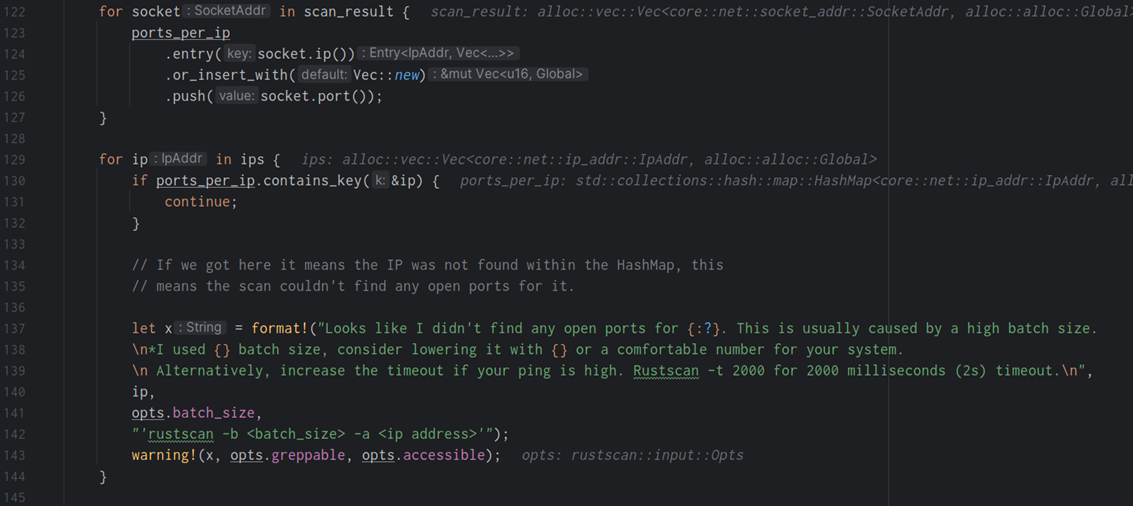 122 for socket : SocketAddr in scan_result { scan_result: alloc::vec::Vec<core::net::socket_addr::SocketAddr, alloc::alloc::Global>
123 ports_per_ip
124 .entry( key: socket.ip()) : Entry<IpAddr, Vec<...>>
125 .or_insert_with( default: Vec::new) : &mut Vec<u16, Global>
126 .push( value: socket.port());
127 }
128
129 for ip : IpAddr in ips { ips: alloc::vec::Vec<core::net::ip_addr::IpAddr, alloc::alloc::Global>
130 if ports_per_ip.contains_key( k: &ip) { ports_per_ip: std::collections::hash::map::HashMap<core::net::ip_addr::IpAddr, all
131 continue;
132 }
133
134 // If we got here it means the IP was not found within the HashMap, this
135 // means the scan couldn't find any open ports for it.
136
137 let x : String = format!("Looks like I didn't find any open ports for {:?}. This is usually caused by a high batch size.
138 \n*I used {} batch size, consider lowering it with {} or a comfortable number for your system.
139 \n Alternatively, increase the timeout if your ping is high. Rustscan -t 2000 for 2000 milliseconds (2s) timeout.\n",
140 ip,
141 opts.batch_size,
142 "'rustscan -b <batch_size> -a <ip address>'");
143 warning!(x, opts.greppable, opts.accessible); opts: rustscan::input::Opts
144 }
145